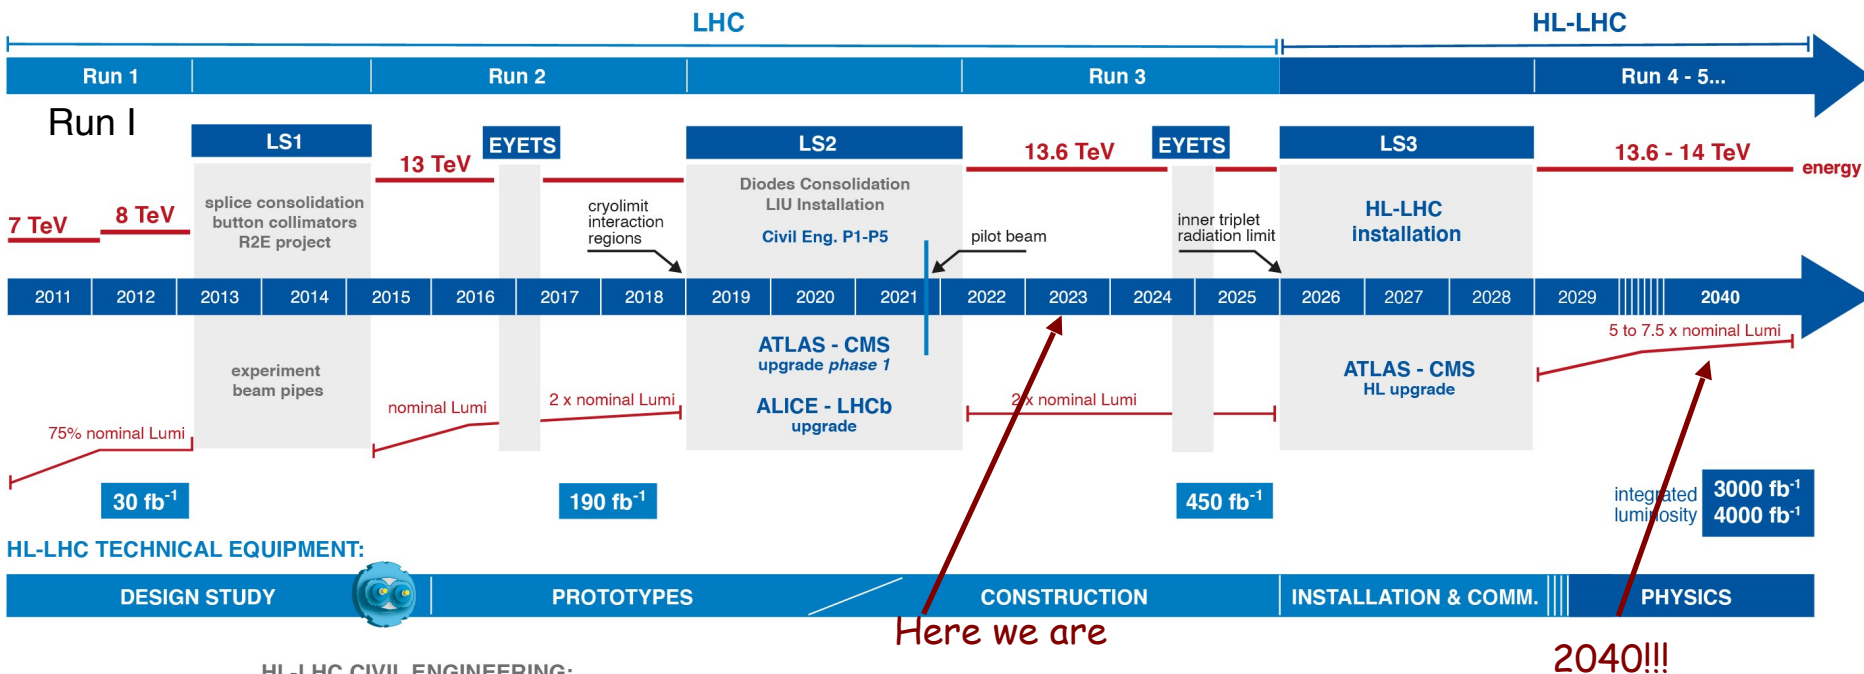 LHC
HL-LHC
Run 1
Run 2
Run 3
Run 4 - 5...
Run I
LS1
EYETS
LS2
EYETS
LS3
13 TeV
13.6 TeV
13.6 - 14 TeV
energy
7 TeV
8 TeV
splice consolidation
button collimators
R2E project
cryolimit
interaction
regions
Diodes Consolidation
LIU Installation
Civil Eng. P1-P5
pilot beam
inner triplet
radiation limit
HL-LHC
installation
2011
2012
2013
2014
2015
2016
2017
2018
2019
2020
2021
2022
2023
2024
2025
2026
2027
2028
2029
2040
experiment
beam pipes
ATLAS - CMS
upgrade phase 1
ALICE - LHCb
upgrade
ATLAS - CMS
HL upgrade
5 to 7.5 x nominal Lumi
75% nominal Lumi
nominal Lumi
2 x nominal Lumi
2 x nominal Lumi
30 fb⁻¹
190 fb⁻¹
450 fb⁻¹
integrated
luminosity
3000 fb⁻¹
4000 fb⁻¹
HL-LHC TECHNICAL EQUIPMENT:
DESIGN STUDY
PROTOTYPES
CONSTRUCTION
INSTALLATION & COMM.
PHYSICS
Here we are
2040!!!
HL-LHC CIVIL ENGINEERING: